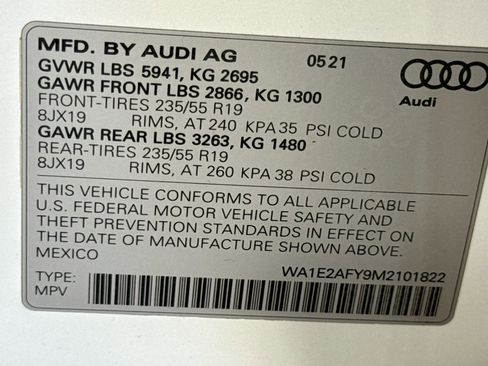 MFD. BY AUDI AG 0521
GVWR LBS 5941, KG 2695
GAWR FRONT LBS 2866, KG 1300
FRONT-TIRES 235/55 R19
8JX19 RIMS, AT 240 KPA 35 PSI COLD
GAWR REAR LBS 3263, KG 1480
REAR-TIRES 235/55 R19
8JX19 RIMS, AT 260 KPA 38 PSI COLD
Audi
THIS VEHICLE CONFORMS TO ALL APPLICABLE
U.S. FEDERAL MOTOR VEHICLE SAFETY AND
THEFT PREVENTION STANDARDS IN EFFECT ON
THE DATE OF MANUFACTURE SHOWN ABOVE
MEXICO
WA1E2AFY9M2101822
TYPE:
MPV